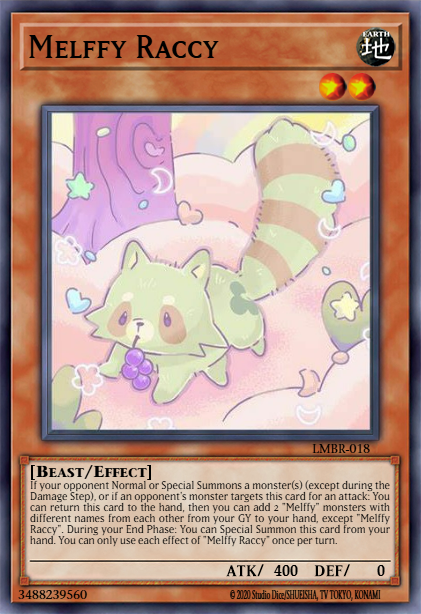 Melffy Raccy
EARTH
地
LMBR-018
[Beast/Effect]
If your opponent Normal or Special Summons a monster(s) (except during the
Damage Step), or if an opponent's monster targets this card for an attack: You
can return this card to the hand, then you can add 2 "Melffy" monsters with
different names from each other from your GY to your hand, except "Melffy
Raccy". During your End Phase: You can Special Summon this card from your
hand. You can only use each effect of "Melffy Raccy" once per turn.
ATK/ 400 DEF/ 0
3488239560
©2020 Studio Dice/SHUEISHA, TV TOKYO, KONAMI